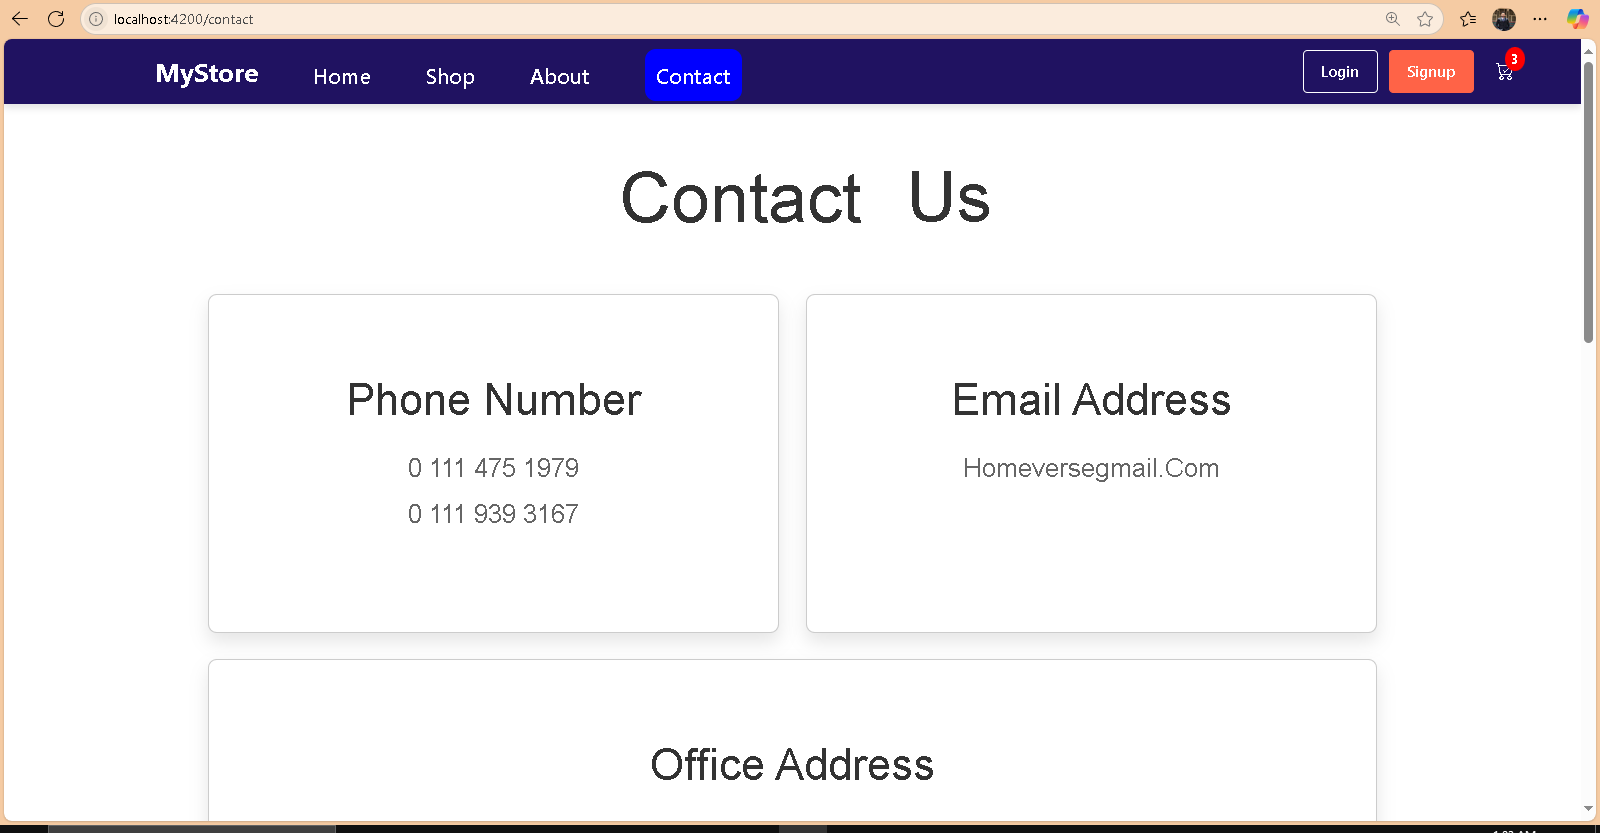 localhost:4200/contact
MyStore Home Shop About Contact Login Signup 3
Contact Us
Phone Number
0 111 475 1979
0 111 939 3167
Email Address
Homeversegmail.Com
Office Address